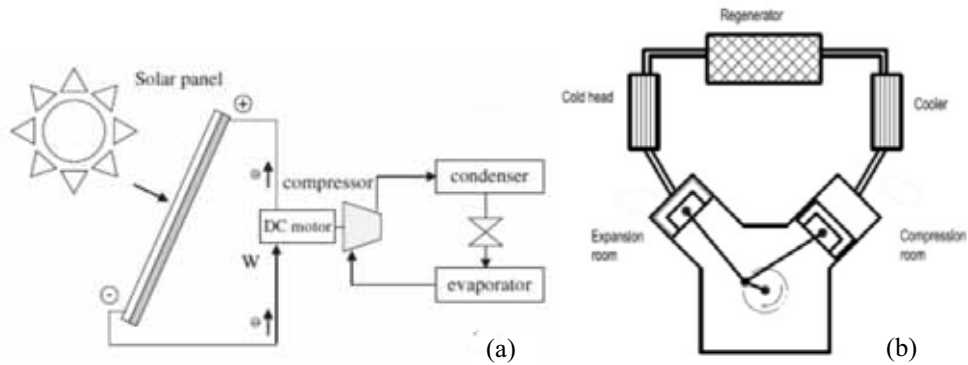 Solar panel
+
compressor
condenser
DC motor
W
evaporator
-
(a)
Regenerator
Cold head
Cooler
Expansion
room
Compression
room
(b)